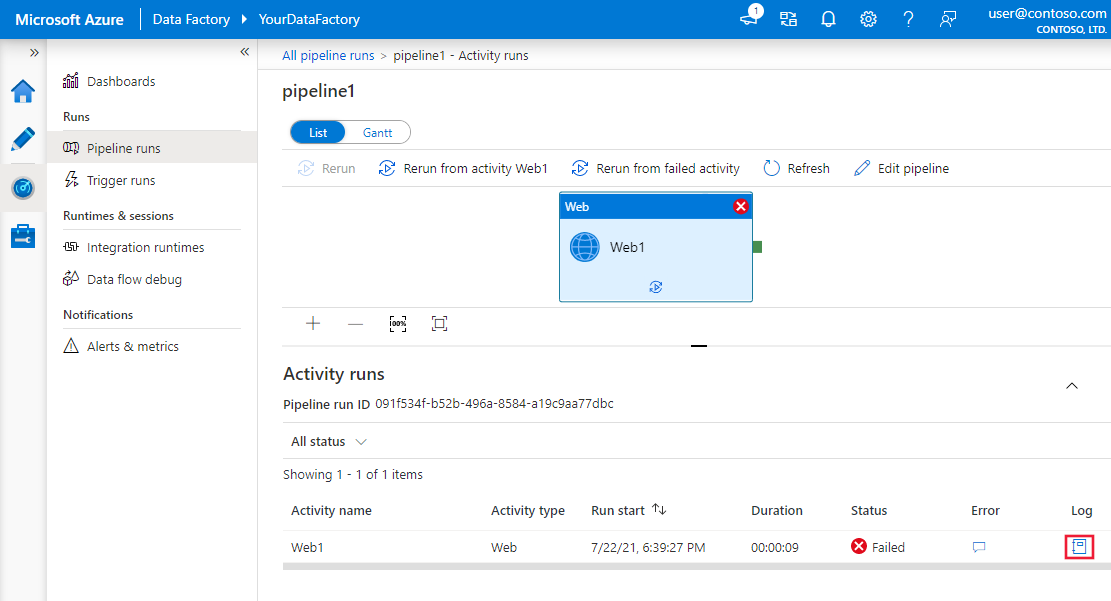 Microsoft Azure Data Factory YourDataFactory 1 ? user@contoso.com
CONTOSO, LTD.
» « All pipeline runs > pipeline1 - Activity runs
Dashboards
pipeline1
Runs
List Gantt
Pipeline runs
Rerun Rerun from activity Web1 Rerun from failed activity Refresh Edit pipeline
Trigger runs
Web
Runtimes & sessions
Integration runtimes
Web1
Data flow debug
Notifications
100%
Alerts & metrics
Activity runs
Pipeline run ID 091f534f-b52b-496a-8584-a19c9aa77dbc
All status
Showing 1 - 1 of 1 items
Activity name Activity type Run start Duration Status Error Log
Web1 Web 7/22/21, 6:39:27 PM 00:00:09 Failed